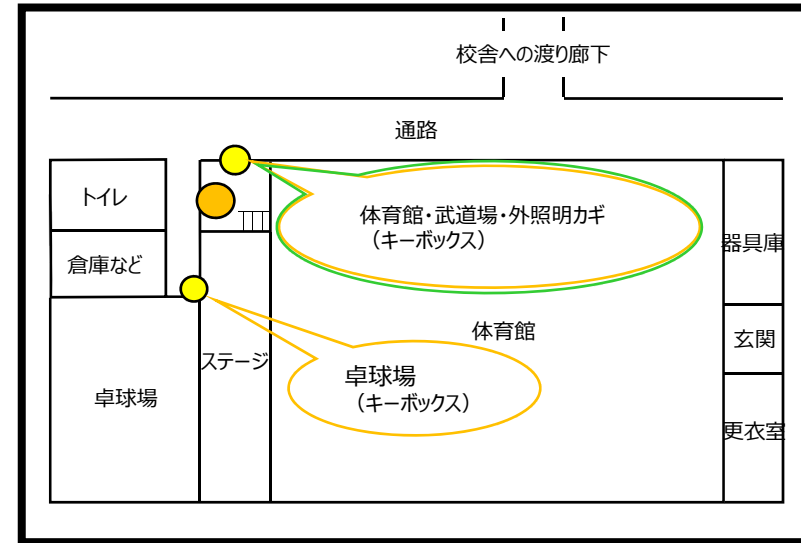 校舎への渡り廊下
通路
トイレ
体育館・武道場・外照明カギ
（キーボックス）
器具庫
倉庫など
体育館
玄関
ステージ
卓球場
（キーボックス）
卓球場
更衣室